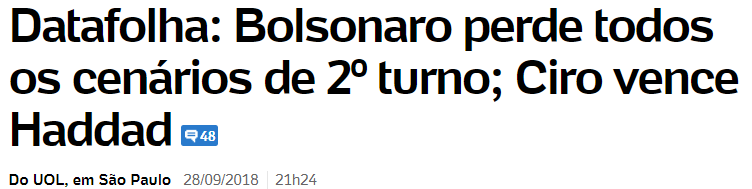 Datafolha: Bolsonaro perde todos
os cenários de 2º turno; Ciro vence
Haddad 48
Do UOL, em São Paulo 28/09/2018 21h24